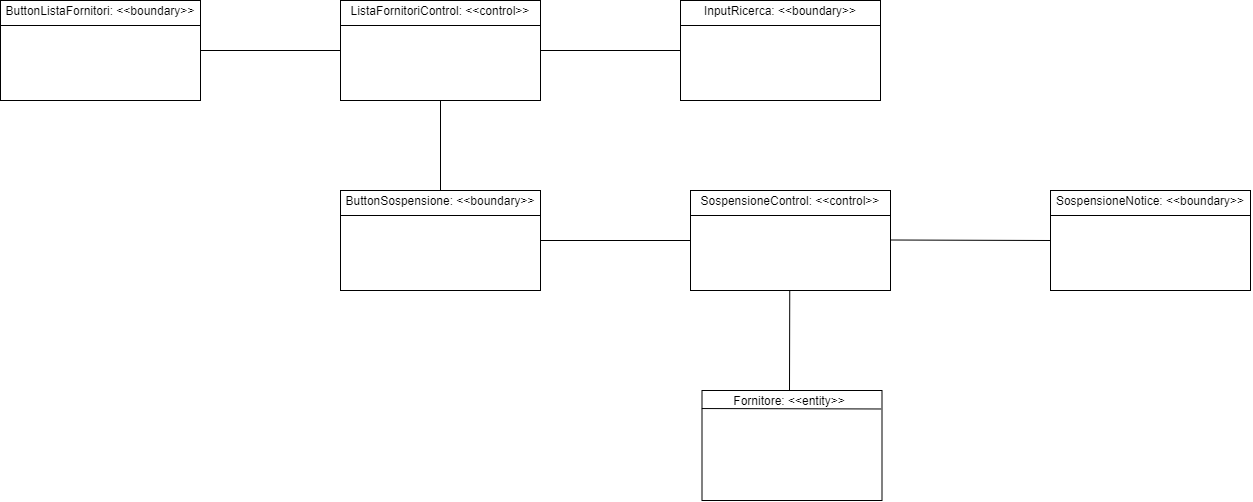 ButtonListaFornitori: <<boundary>>
ListaFornitoriControl: <<control>>
InputRicerca: <<boundary>>
ButtonSospensione: <<boundary>>
SospensioneControl: <<control>>
SospensioneNotice: <<boundary>>
Fornitore: <<entity>>